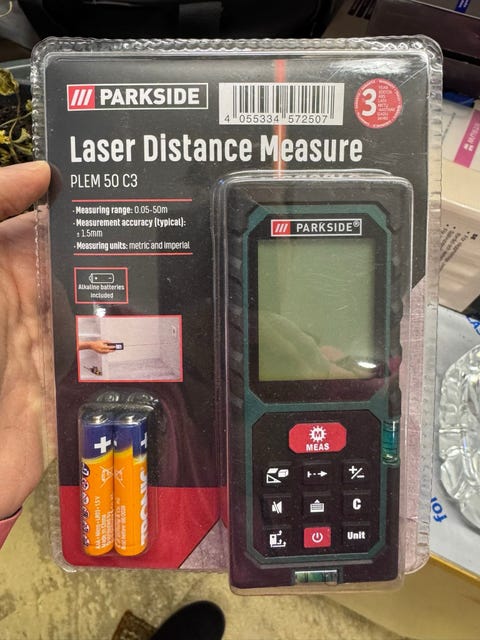 PARKSIDE
4 055334 572507
3
Laser Distance Measure
PLEM 50 C3
· Measuring range: 0.05-50m
· Measurement accuracy (typical):
± 1.5mm
· Measuring units: metric and imperial
Alkaline batteries
included
PARKSIDE®
MEAS
+/-
C
Unit